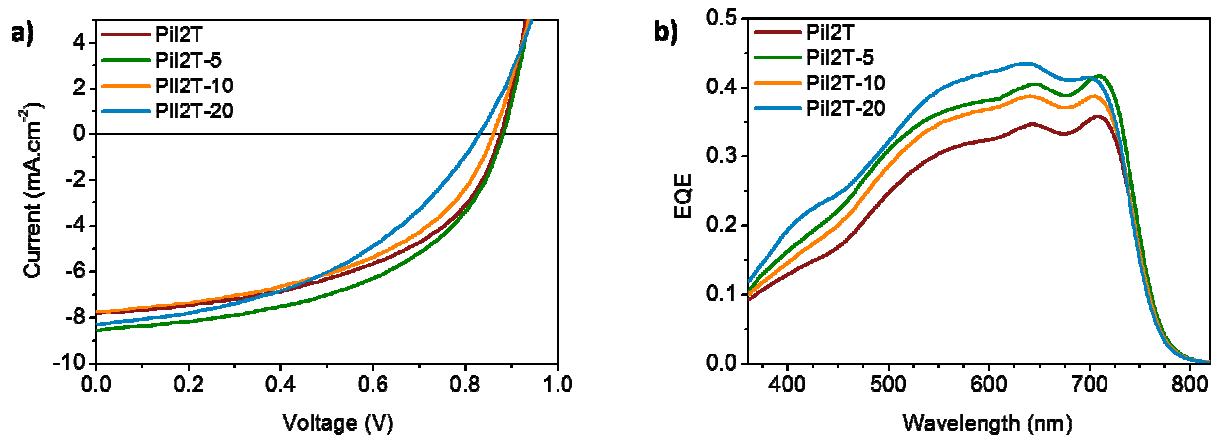 a)
PiI2T
PiI2T-5
PII2T-10
PII2T-20
4
2
0
-2
-4
-6
-8
-10
Current (mA.cm⁻²)
0.0 0.2 0.4 0.6 0.8 1.0
Voltage (V)
b)
PiI2T
PiI2T-5
PII2T-10
PiI2T-20
0.5
0.4
0.3
0.2
0.1
0.0
EQE
400 500 600 700 800
Wavelength (nm)